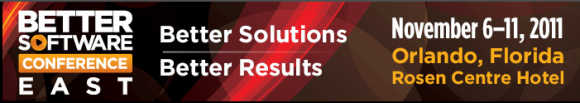 BETTER
SOFTWARE
CONFERENCE
EAST
Better Solutions
Better Results
November 6–11, 2011
Orlando, Florida
Rosen Centre Hotel